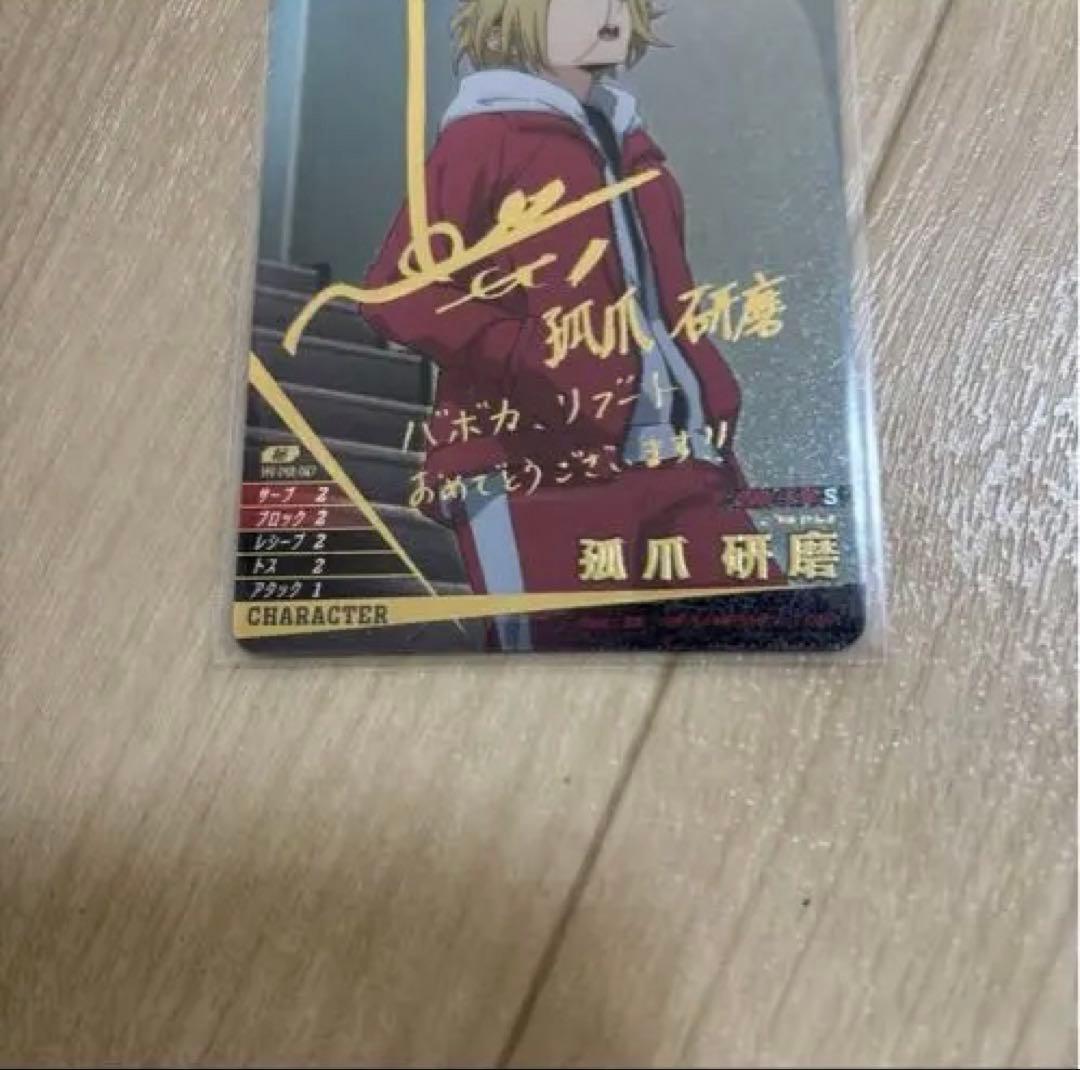 孤爪 研磨
バボカ、リブート
おめでとうございます!!
サーブ 2
ブロック 2
レシーブ 2
トス 2
アタック 1
S
孤爪 研磨
CHARACTER